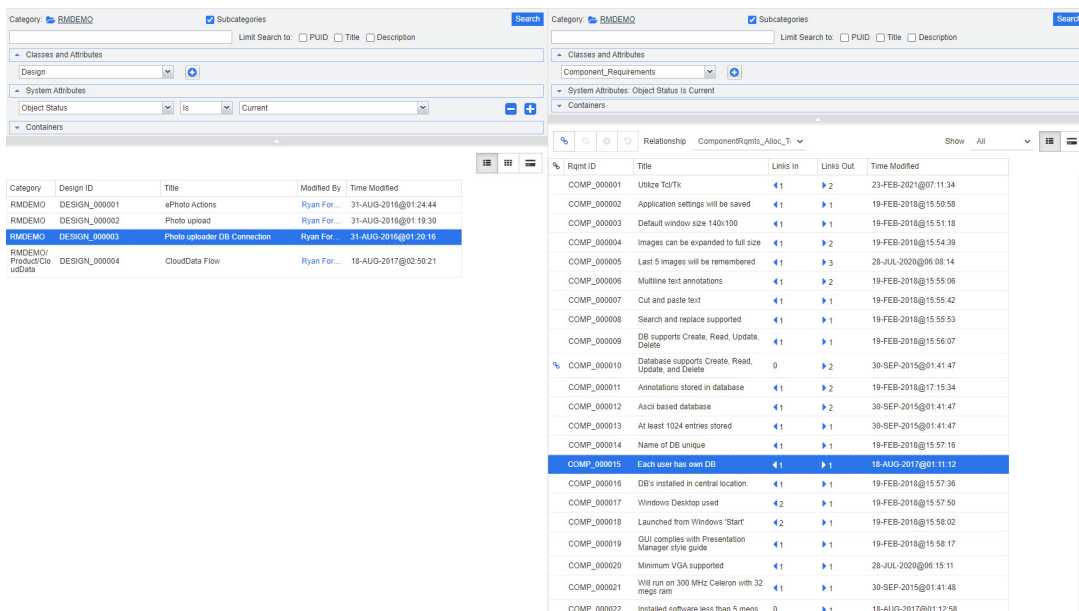 Category: RMDEMO Subcategories Search
Limit Search to: PUID Title Description
Classes and Attributes
Design
System Attributes
Object Status Is Current
Containers
Category Design ID Title Modified By Time Modified
RMDEMO DESIGN_000001 ePhoto Actions Ryan For... 31-AUG-2016@01:24:44
RMDEMO DESIGN_000002 Photo upload Ryan For... 31-AUG-2016@01:19:30
RMDEMO DESIGN_000003 Photo uploader DB Connection Ryan For... 31-AUG-2016@01:20:16
RMDEMO/
Product/Clo
udData
DESIGN_000004 CloudData Flow Ryan For... 18-AUG-2017@02:50:21
Category: RMDEMO Subcategories Search
Limit Search to: PUID Title Description
Classes and Attributes
Component_Requirements
System Attributes: Object Status Is Current
Containers
Relationship ComponentRqmts_Alloc_T Show All
Rqmt ID Title Links In Links Out Time Modified
COMP_000001 Utilize Tcl/Tk 1 2 23-FEB-2021@07:11:34
COMP_000002 Application settings will be saved 1 1 19-FEB-2018@15:50:58
COMP_000003 Default window size 140x100 1 1 19-FEB-2018@15:51:18
COMP_000004 Images can be expanded to full size 1 2 19-FEB-2018@15:54:39
COMP_000005 Last 5 images will be remembered 1 3 28-JUL-2020@06:08:14
COMP_000006 Multiline text annotations 1 2 19-FEB-2018@15:55:06
COMP_000007 Cut and paste text 1 1 19-FEB-2018@15:55:42
COMP_000008 Search and replace supported 1 1 19-FEB-2018@15:55:53
COMP_000009 DB supports Create, Read, Update,
Delete 1 1 19-FEB-2018@15:56:07
COMP_000010 Database supports Create, Read,
Update, and Delete 0 2 30-SEP-2015@01:41:47
COMP_000011 Annotations stored in database 1 2 19-FEB-2018@17:15:34
COMP_000012 Ascii based database 1 2 30-SEP-2015@01:41:47
COMP_000013 At least 1024 entries stored 1 1 30-SEP-2015@01:41:47
COMP_000014 Name of DB unique 1 1 19-FEB-2018@15:57:16
COMP_000015 Each user has own DB 1 1 18-AUG-2017@01:11:12
COMP_000016 DB's installed in central location. 1 1 19-FEB-2018@15:57:36
COMP_000017 Windows Desktop used 2 1 19-FEB-2018@15:57:50
COMP_000018 Launched from Windows 'Start' 2 1 19-FEB-2018@15:58:02
COMP_000019 GUI complies with Presentation
Manager style guide 1 1 19-FEB-2018@15:58:17
COMP_000020 Minimum VGA supported 1 1 28-JUL-2020@06:15:11
COMP_000021 Will run on 300 MHz Celeron with 32
megs ram 1 1 30-SEP-2015@01:41:48
COMP_000022 Installed software less than 5 megs 0 1 18-AUG-2017@01:12:58